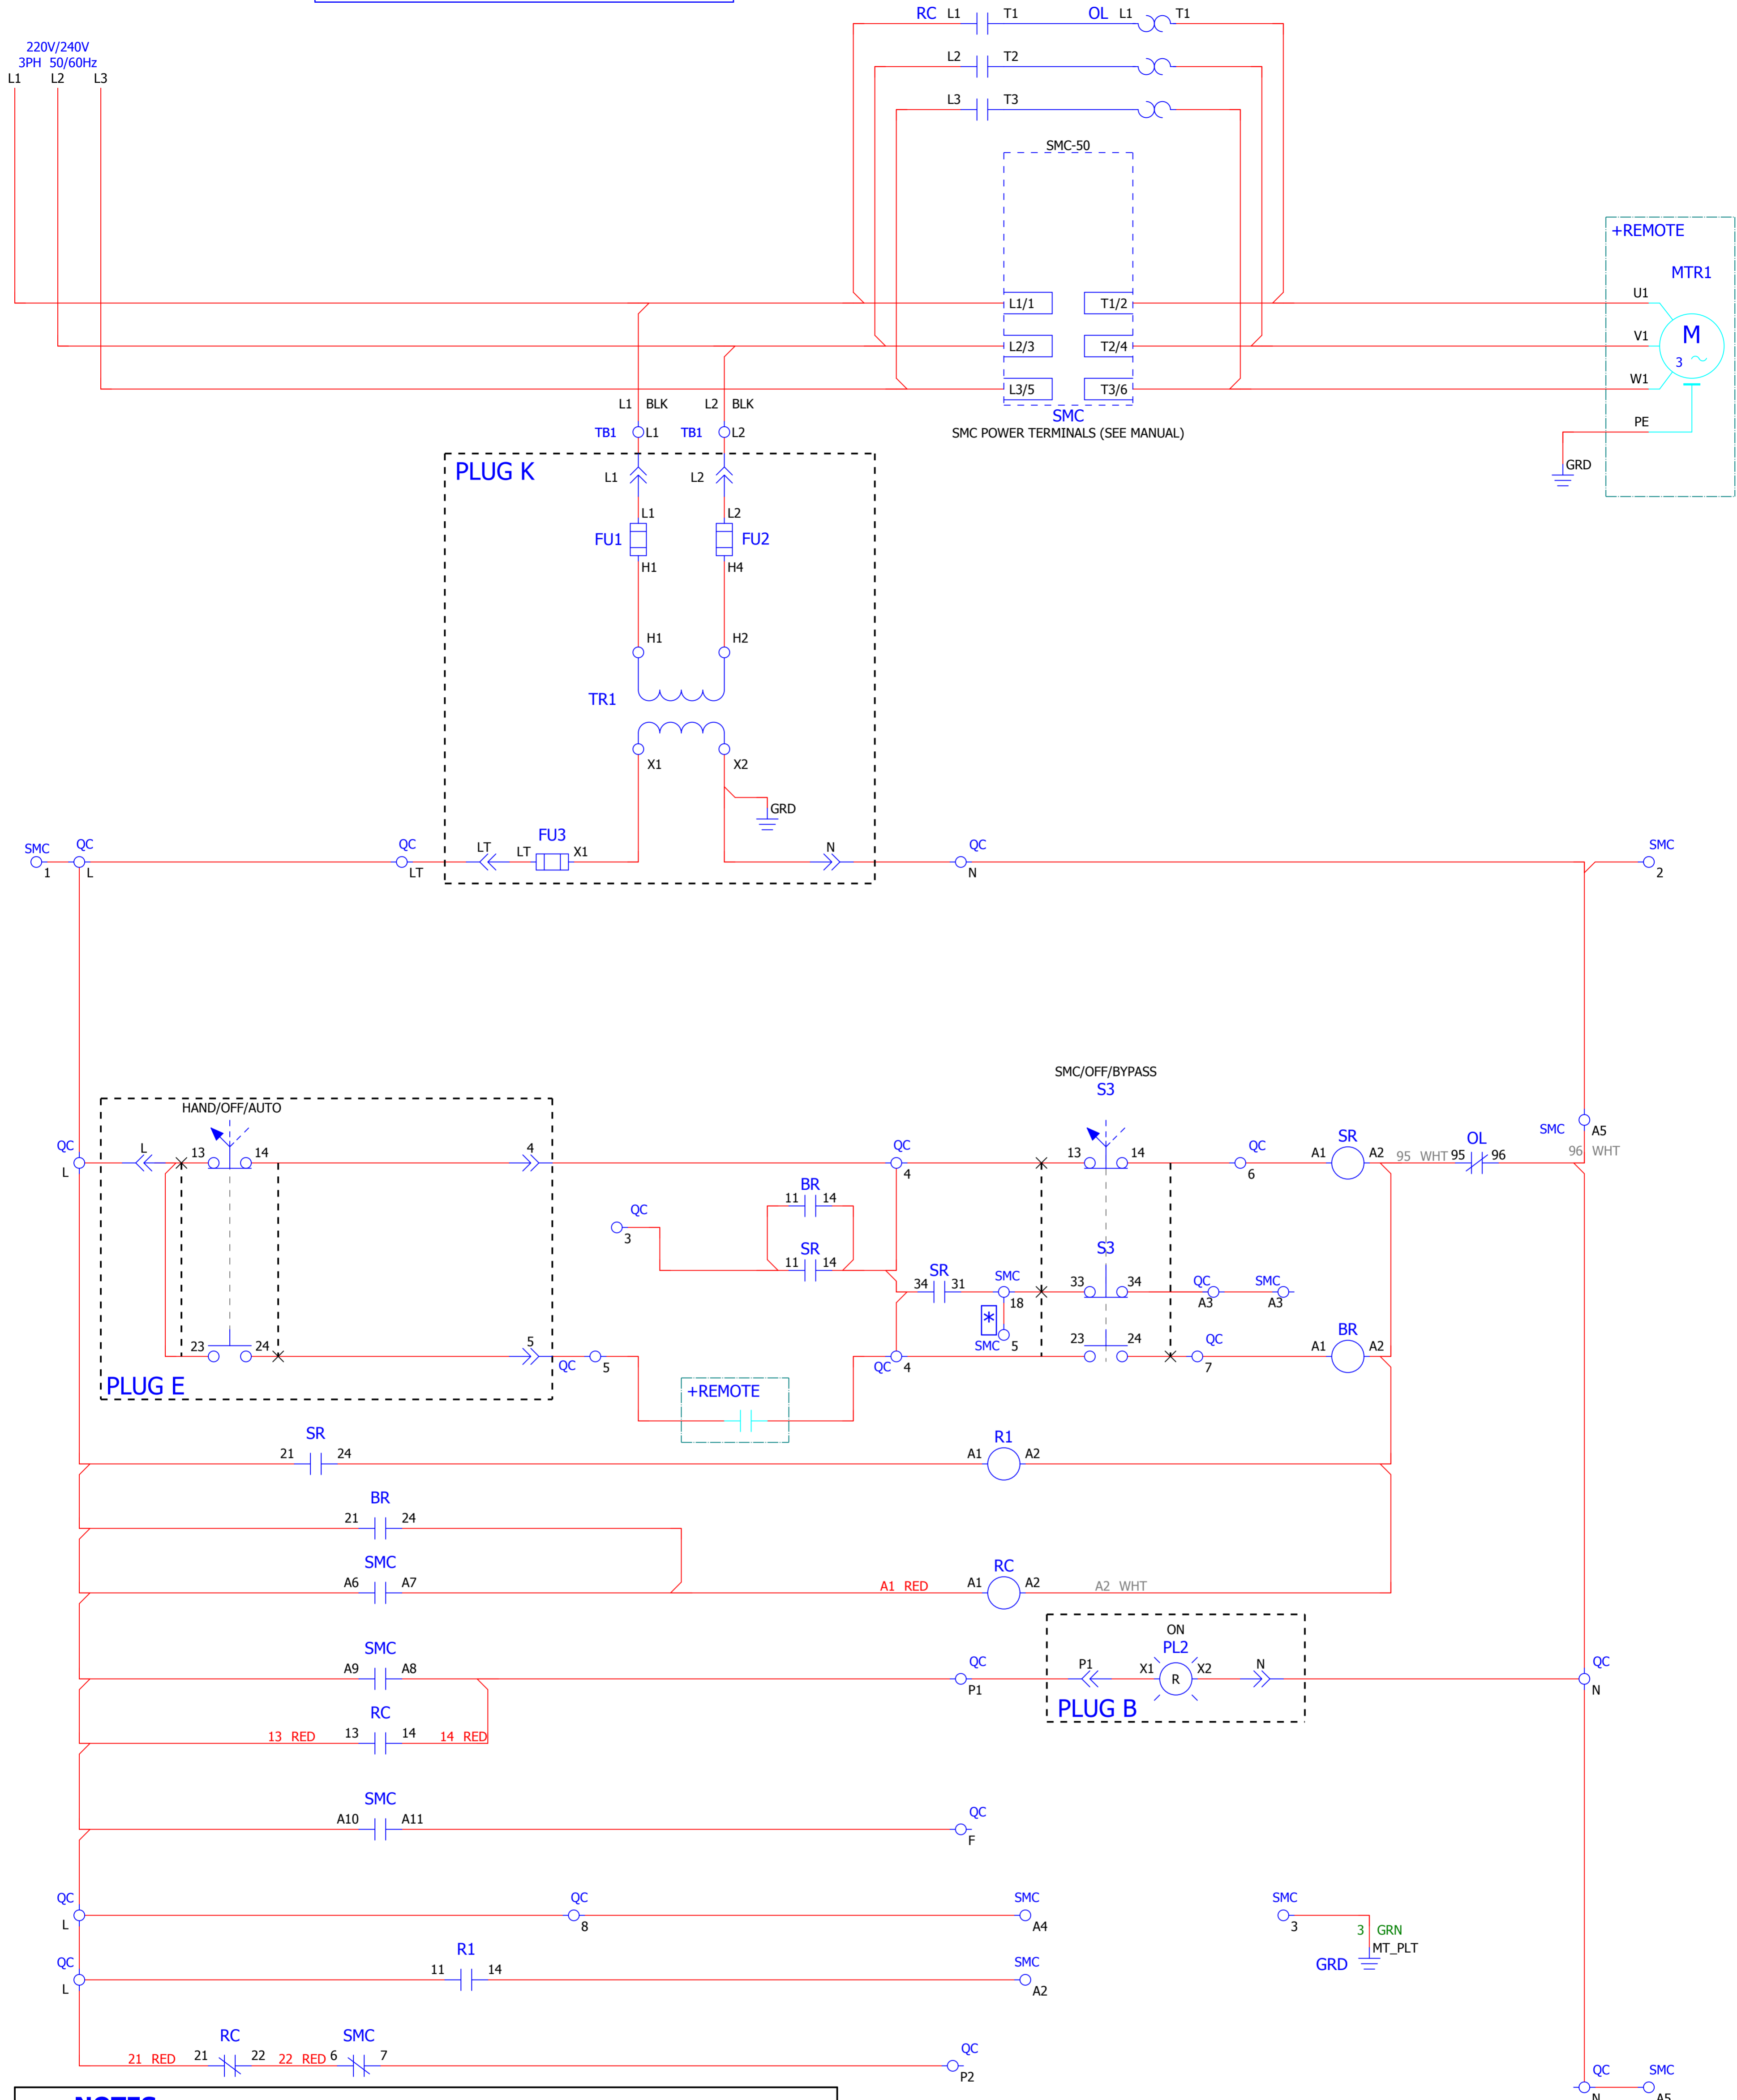 RC L1 T1 OL L1 T1
220V/240V
3PH 50/60Hz
L1 L2 L3
L2 T2
L3 T3
SMC-50
+REMOTE
MTR1
L1/1 T1/2 U1
L2/3 T2/4 V1
M
3
L3/5 T3/6 W1
L1 BLK L2 BLK
SMC
PE
TB1 L1 TB1 L2
SMC POWER TERMINALS (SEE MANUAL)
GRD
PLUG K
L1 L2
L1 L2
FU1 FU2
H1 H4
H1 H2
TR1
X1 X2
GRD
FU3
SMC QC QC LT LT X1 N QC SMC
1 L LT N 2
SMC/OFF/BYPASS
S3
HAND/OFF/AUTO
SMC A5
QC L 13 14 4 QC 13 14 QC SR OL
A1 A2 95 WHT 95 96 96 WHT
L 4 6
BR
11 14
QC
3
SR
11 14
S3
SR
34 31 SMC 33 34 QC SMC
18 A3 A3
*
SMC 5
23 24 5 QC 5 QC 4 23 24 QC BR
A1 A2
7
PLUG E
+REMOTE
SR R1
21 24 A1 A2
BR
21 24
SMC RC
A6 A7 A1 RED A1 A2 A2 WHT
ON
SMC PL2
A9 A8 QC P1 X1 R X2 N QC
P1 N
PLUG B
RC
13 RED 13 14 14 RED
SMC
A10 A11 QC
F
QC QC SMC SMC
L 8 A4 3
3 GRN
MT_PLT
GRD
R1
QC 11 14 SMC
L A2
RC SMC
21 RED 21 22 22 RED 6 7 QC
P2
QC SMC
N A5
NOTES